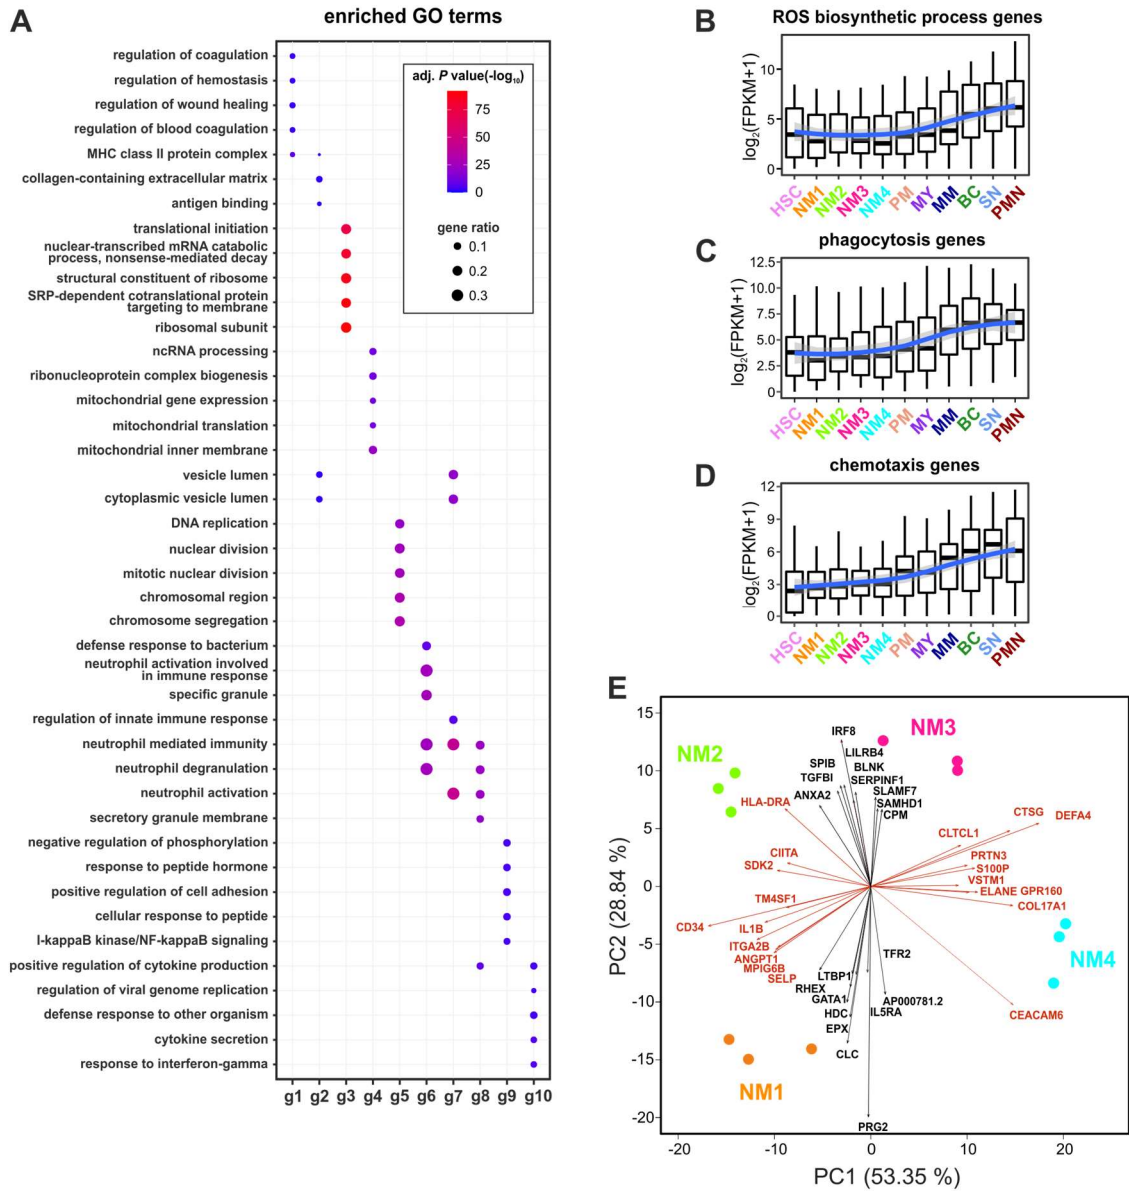 A
enriched GO terms
regulation of coagulation
regulation of hemostasis
regulation of wound healing
regulation of blood coagulation
MHC class II protein complex
collagen-containing extracellular matrix
antigen binding
translational initiation
nuclear-transcribed mRNA catabolic
process, nonsense-mediated decay
structural constituent of ribosome
SRP-dependent cotranslational protein
targeting to membrane
ribosomal subunit
ncRNA processing
ribonucleoprotein complex biogenesis
mitochondrial gene expression
mitochondrial translation
mitochondrial inner membrane
vesicle lumen
cytoplasmic vesicle lumen
DNA replication
nuclear division
mitotic nuclear division
chromosomal region
chromosome segregation
defense response to bacterium
neutrophil activation involved
in immune response
specific granule
regulation of innate immune response
neutrophil mediated immunity
neutrophil degranulation
neutrophil activation
secretory granule membrane
negative regulation of phosphorylation
response to peptide hormone
positive regulation of cell adhesion
cellular response to peptide
I-kappaB kinase/NF-kappaB signaling
positive regulation of cytokine production
regulation of viral genome replication
defense response to other organism
cytokine secretion
response to interferon-gamma
g1 g2 g3 g4 g5 g6 g7 g8 g9 g10
adj. P value(-log10)
75
50
25
0
gene ratio
0.1
0.2
0.3
B
ROS biosynthetic process genes
log2(FPKM+1)
10
5
0
HSC NM1 NM2 NM3 NM4 PM MY MM BC SN PMN
C
phagocytosis genes
log2(FPKM+1)
12.5
10.0
7.5
5.0
2.5
0
HSC NM1 NM2 NM3 NM4 PM MY MM BC SN PMN
D
chemotaxis genes
log2(FPKM+1)
12
9
6
3
0
HSC NM1 NM2 NM3 NM4 PM MY MM BC SN PMN
E
PC2 (28.84 %)
15
10
5
0
-5
-10
-15
-20
NM2
NM3
NM4
NM1
IRF8
LILRB4
SPIB
BLNK
TGFBI
SERPINF1
ANXA2
SLAMF7
SAMHD1
CPM
HLA-DRA
CTSG
DEFA4
CLTCL1
CIITA
PRTN3
SDK2
S100P
VSTM1
ELANE GPR160
TM4SF1
COL17A1
CD34
IL1B
ITGA2B
ANGPT1
MPIG6B
SELP
TFR2
LTBP1
RHEX
GATA1
AP000781.2
HDC
IL5RA
CEACAM6
EPX
CLC
PRG2
-20 -10 0 10 20
PC1 (53.35 %)